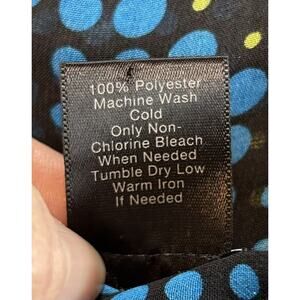 100% Polyester
Machine Wash
Cold
Only Non-
Chlorine Bleach
When Needed
Tumble Dry Low
Warm Iron
If Needed